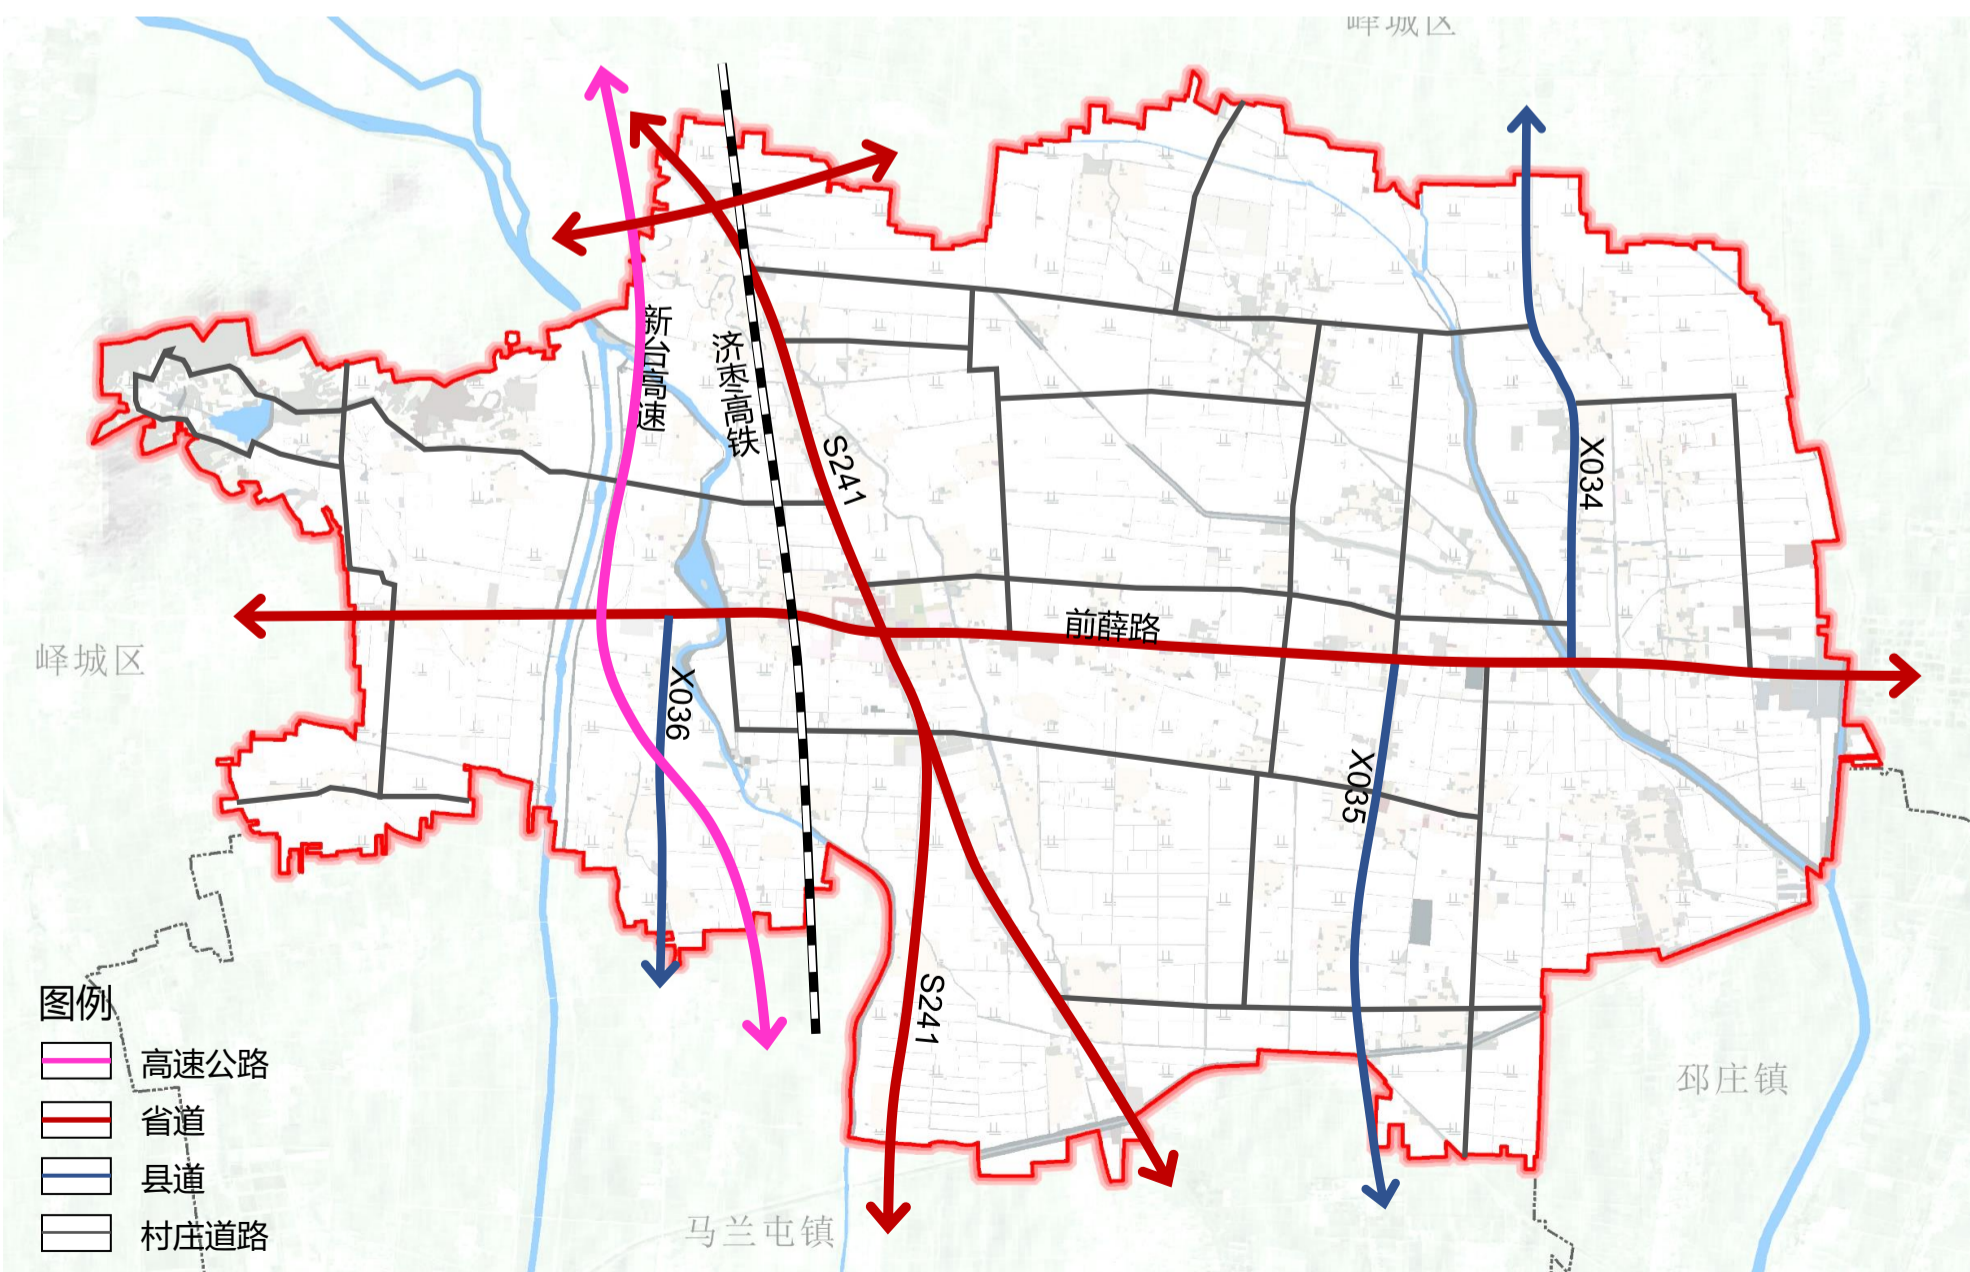 峄城区
新台高速
济枣高铁
S241
X034
前薛路
峄城区
X036
X035
S241
图例
高速公路
省道
县道
村庄道路
邳庄镇
马兰屯镇